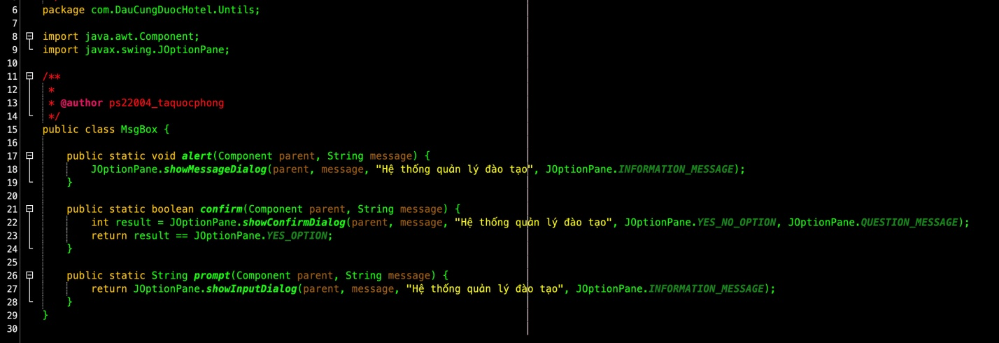 6 package com.DauCungDuocHotel.Untils;
7
8 import java.awt.Component;
9 import javax.swing.JOptionPane;
10
11 /**
12  *
13  * @author ps22004_taquocphong
14  */
15 public class MsgBox {
16
17     public static void alert(Component parent, String message) {
18         JOptionPane.showMessageDialog(parent, message, "Hệ thống quản lý đào tạo", JOptionPane.INFORMATION_MESSAGE);
19     }
20
21     public static boolean confirm(Component parent, String message) {
22         int result = JOptionPane.showConfirmDialog(parent, message, "Hệ thống quản lý đào tạo", JOptionPane.YES_NO_OPTION, JOptionPane.QUESTION_MESSAGE);
23         return result == JOptionPane.YES_OPTION;
24     }
25
26     public static String prompt(Component parent, String message) {
27         return JOptionPane.showInputDialog(parent, message, "Hệ thống quản lý đào tạo", JOptionPane.INFORMATION_MESSAGE);
28     }
29 }
30